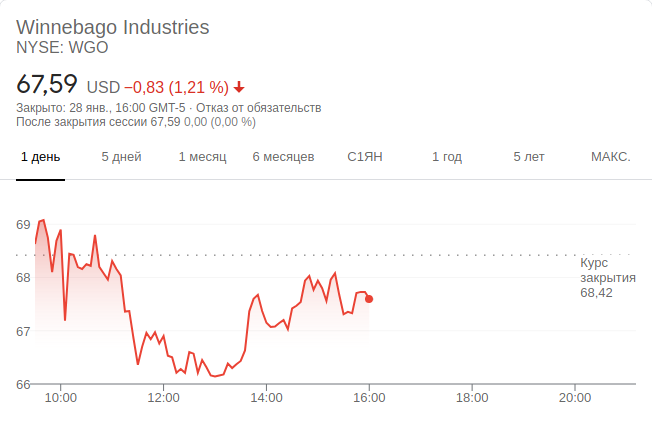 Winnebago Industries
NYSE: WGO
67,59 USD −0,83 (1,21 %)
Закрыто: 28 янв., 16:00 GMT-5 · Отказ от обязательств
После закрытия сессии 67,59 0,00 (0,00 %)
1 день 5 дней 1 месяц 6 месяцев С1ЯН 1 год 5 лет МАКС.
69
Курс
закрытия
68,42
68
67
66
10:00 12:00 14:00 16:00 18:00 20:00